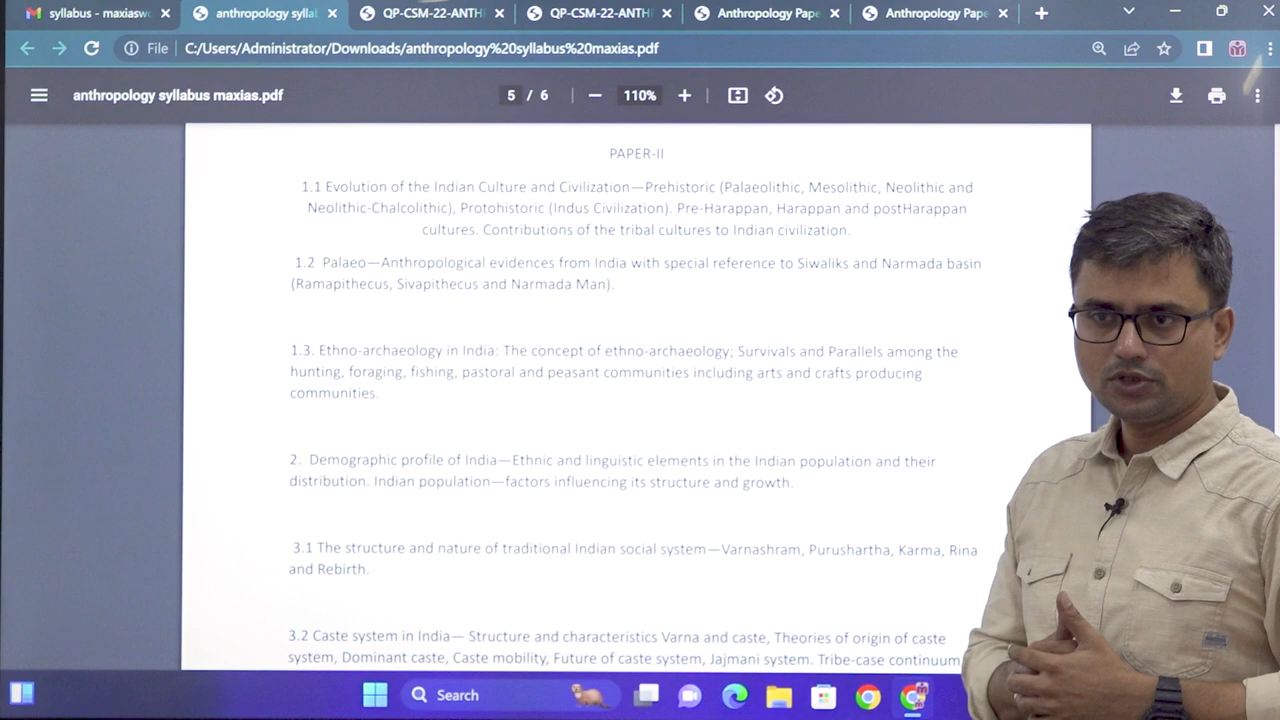 syllabus - maxiasw
anthropology sylla
QP-CSM-22-ANTH
QP-CSM-22-ANTH
Anthropology Pape
Anthropology Pape
File
C:/Users/Administrator/Downloads/anthropology%20syllabus%20maxias.pdf
anthropology syllabus maxias.pdf
5 / 6
110%
PAPER-II
1.1 Evolution of the Indian Culture and Civilization—Prehistoric (Palaeolithic, Mesolithic, Neolithic and
Neolithic-Chalcolithic), Protohistoric (Indus Civilization). Pre-Harappan, Harappan and postHarappan
cultures. Contributions of the tribal cultures to Indian civilization.
1.2 Palaeo—Anthropological evidences from India with special reference to Siwaliks and Narmada basin
(Ramapithecus, Sivapithecus and Narmada Man).
1.3. Ethno-archaeology in India: The concept of ethno-archaeology; Survivals and Parallels among the
hunting, foraging, fishing, pastoral and peasant communities including arts and crafts producing
communities.
2. Demographic profile of India—Ethnic and linguistic elements in the Indian population and their
distribution. Indian population—factors influencing its structure and growth.
3.1 The structure and nature of traditional Indian social system—Varnashram, Purushartha, Karma, Rina
and Rebirth.
3.2 Caste system in India— Structure and characteristics Varna and caste, Theories of origin of caste
system, Dominant caste, Caste mobility, Future of caste system, Jajmani system. Tribe-case continuum
Search